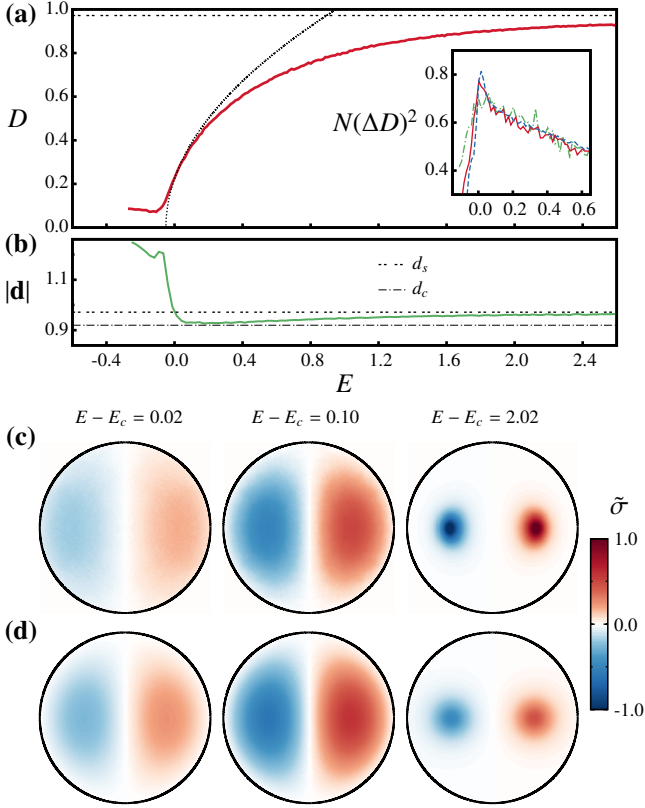 (a)
1.0
0.8
0.6
0.4
0.2
0.0
D
N(ΔD)²
0.8
0.6
0.4
0.0 0.2 0.4 0.6
(b)
|d|
1.1
0.9
d_s
d_c
-0.4 0.0 0.4 0.8 1.2 1.6 2.0 2.4
E
E − E_c = 0.02 E − E_c = 0.10 E − E_c = 2.02
(c)
(d)
σ̃
1.0
0.0
-1.0